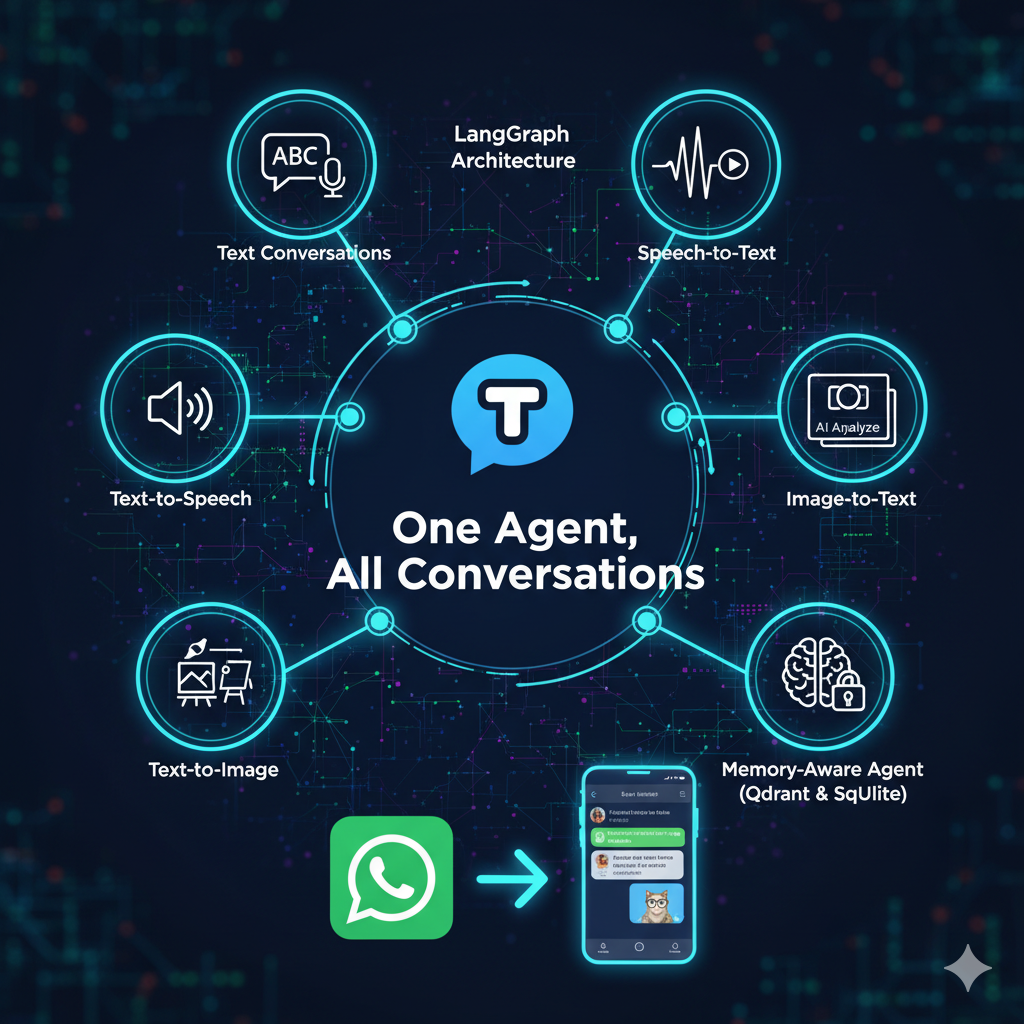 ABC
LangGraph
Architecture
Text Conversations
Speech-to-Text
T
AI Analyze
Text-to-Speech
Image-to-Text
One Agent,
All Conversations
Text-to-Image
Memory-Aware Agent
(Qdrant & SqUlite)